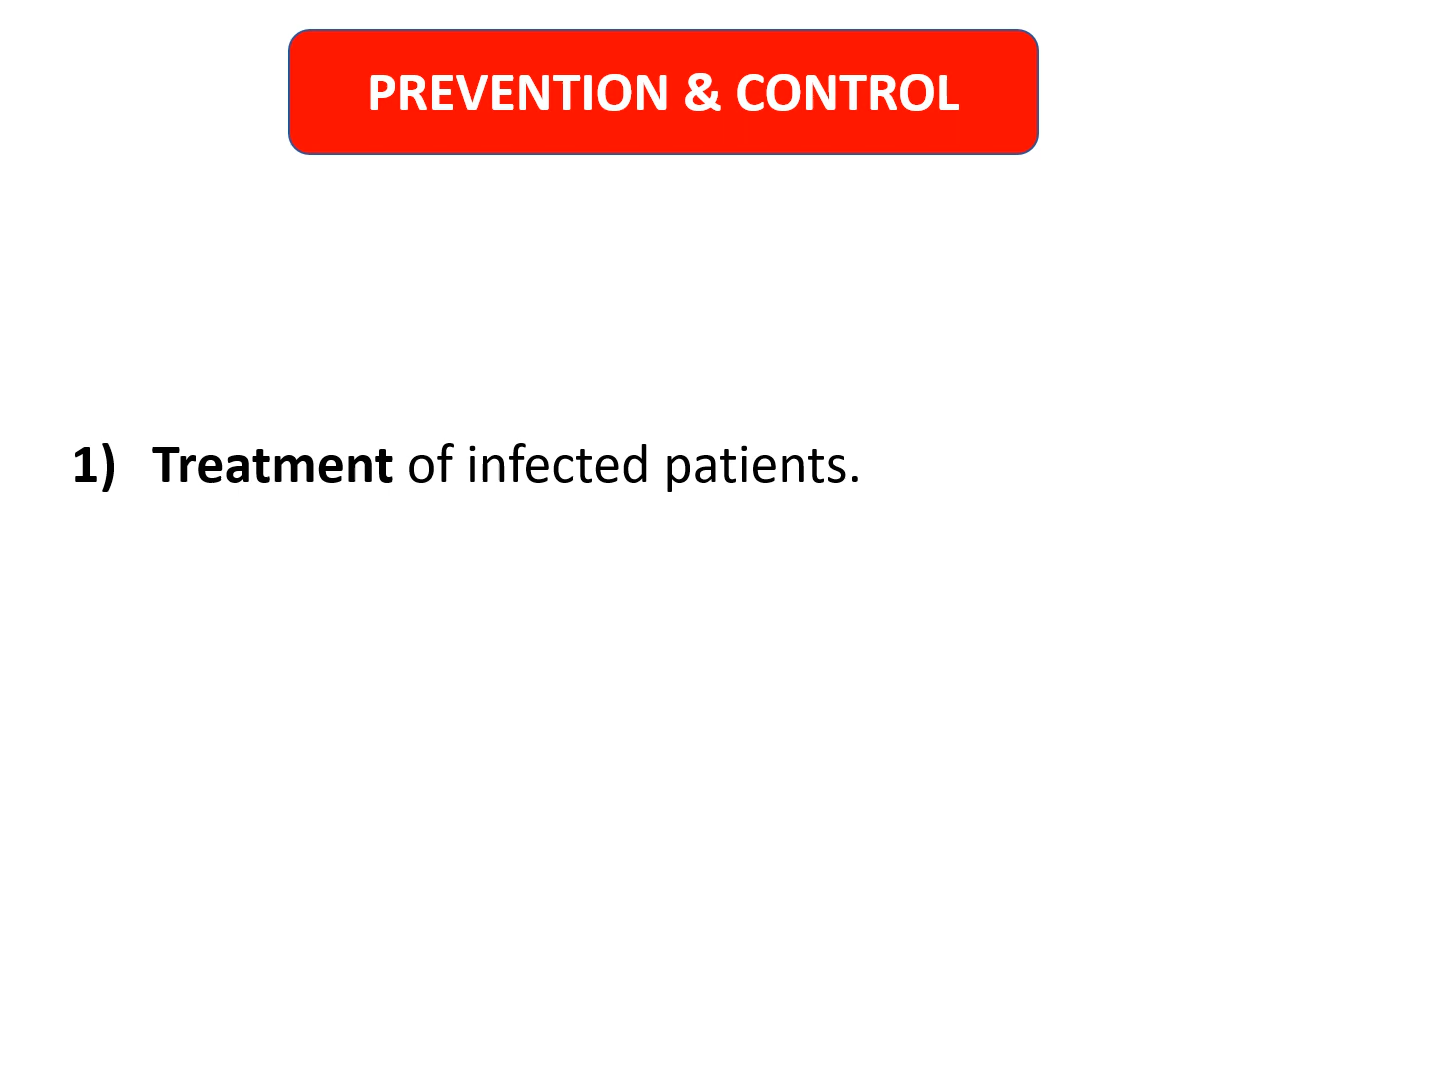 PREVENTION & CONTROL
1) Treatment of infected patients.